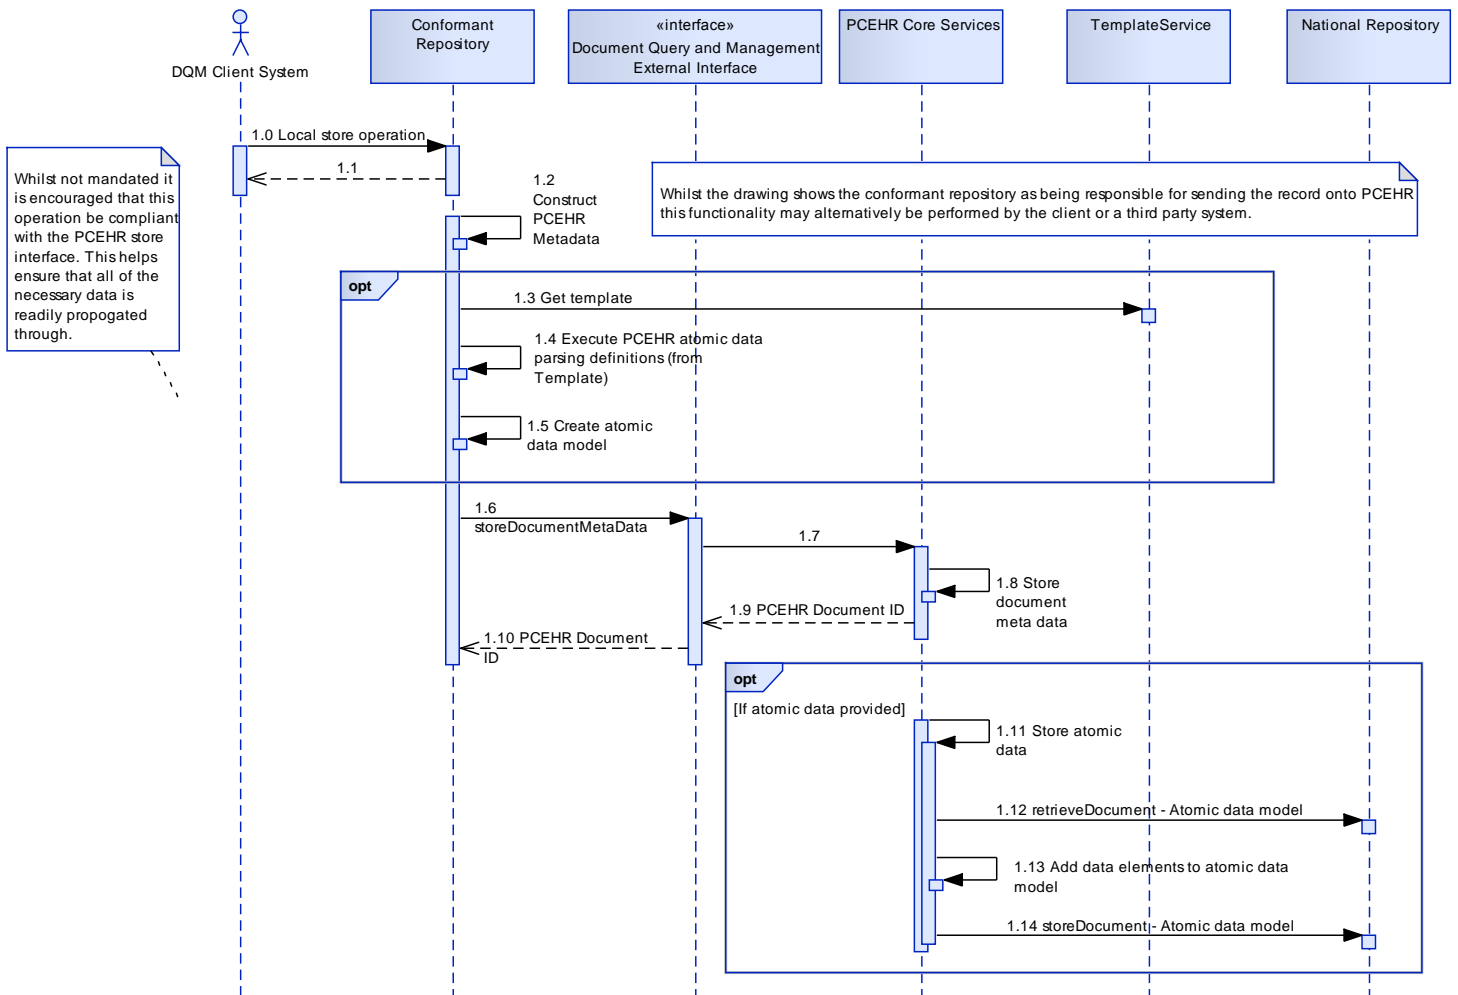 Conformant
Repository
«interface»
Document Query and Management
External Interface
PCEHR Core Services
TemplateService
National Repository
DQM Client System
1.0 Local store operation
1.1
Whilst not mandated it
is encouraged that this
operation be compliant
with the PCEHR store
interface. This helps
ensure that all of the
necessary data is
readily propogated
through.
1.2
Construct
PCEHR
Metadata
Whilst the drawing shows the conformant repository as being responsible for sending the record onto PCEHR
this functionality may alternatively be performed by the client or a third party system.
opt
1.3 Get template
1.4 Execute PCEHR atomic data
parsing definitions (from
Template)
1.5 Create atomic
data model
1.6
storeDocumentMetaData
1.7
1.8 Store
document
meta data
1.9 PCEHR Document ID
1.10 PCEHR Document
ID
opt
[If atomic data provided]
1.11 Store atomic
data
1.12 retrieveDocument - Atomic data model
1.13 Add data elements to atomic data
model
1.14 storeDocument - Atomic data model